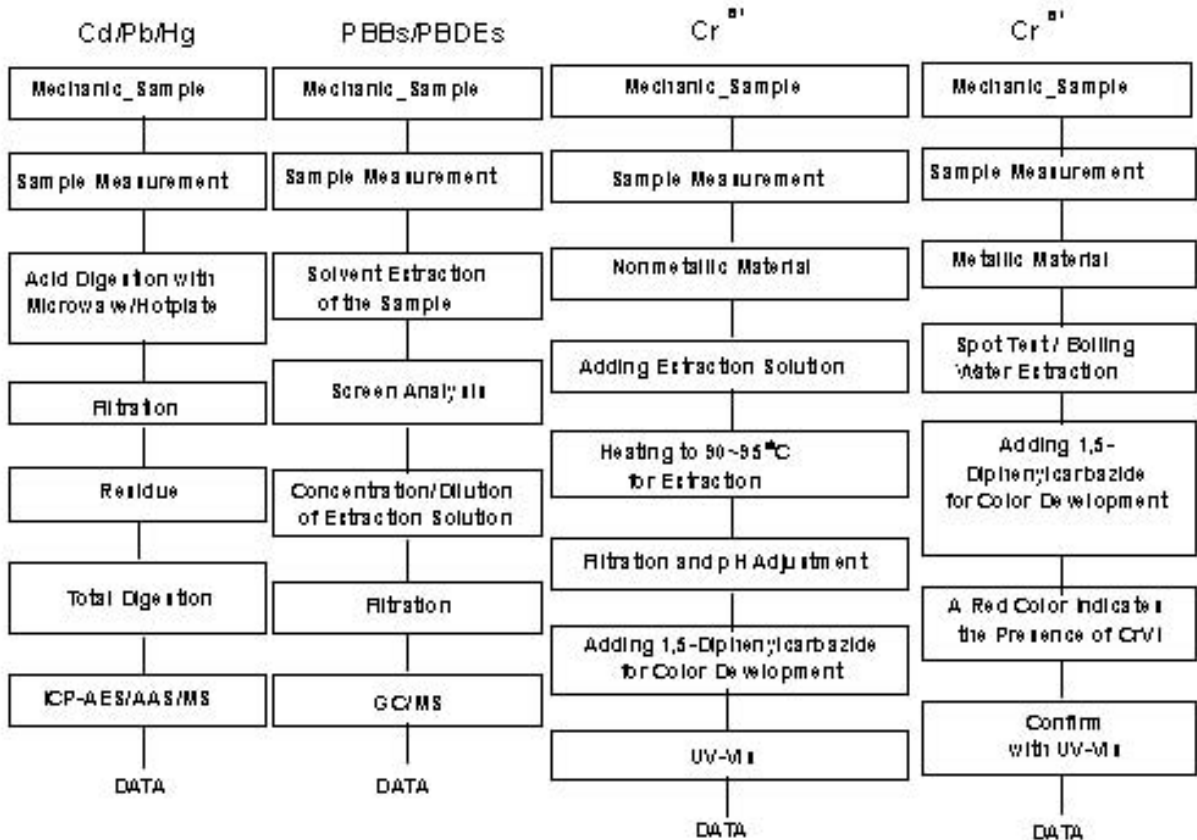 Cd/Pb/Hg
Mechanic_Sample
Sample Measurement
Acid Digestion with
Microwave/Hotplate
Filtration
Residue
Total Digestion
ICP-AES/AAS/MS
DATA
PBBs/PBDEs
Mechanic_Sample
Sample Measurement
Solvent Extraction
of the Sample
Screen Analysis
Concentration/Dilution
of Extraction Solution
Filtration
GC/MS
DATA
Cr 6+
Mechanic_Sample
Sample Measurement
Nonmetallic Material
Adding Extraction Solution
Heating to 90~95°C
for Extraction
Filtration and pH Adjustment
Adding 1,5-Diphenylcarbazide
for Color Development
UV-Vis
DATA
Cr 6+
Mechanic_Sample
Sample Measurement
Metallic Material
Spot Test / Boiling
Water Extraction
Adding 1,5-
Diphenylcarbazide
for Color Development
A Red Color indicates
the Presence of CrVI
Confirm
with UV-Vis
DATA